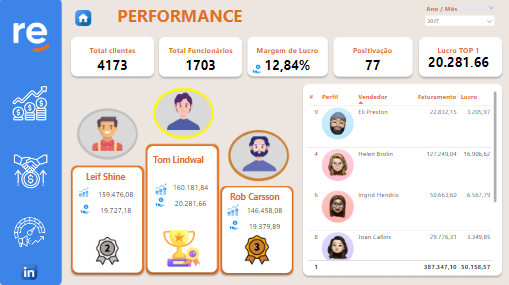 re
PERFORMANCE
Ano / Mês
2017
Total clientes
4173
Total Funcionários
1703
Margem de Lucro
12,84%
Positivação
77
Lucro TOP 1
20.281.66
Leif Shine
159.476,08
19.727,18
2
Tom Lindwal
160.181,84
20.281,66
Rob Carsson
146.458,08
19.379,89
3
# Perfil Vendedor Faturamento Lucro
9 Eli Preston 22.832,15 3.205,97
4 Helen Brolin 127.249,04 16.906,62
6 Ingrid Hendrix 50.663,60 6.567,79
8 Joan Callins 29.776,31 3.349,85
1 387.347,10 50.158,57
in